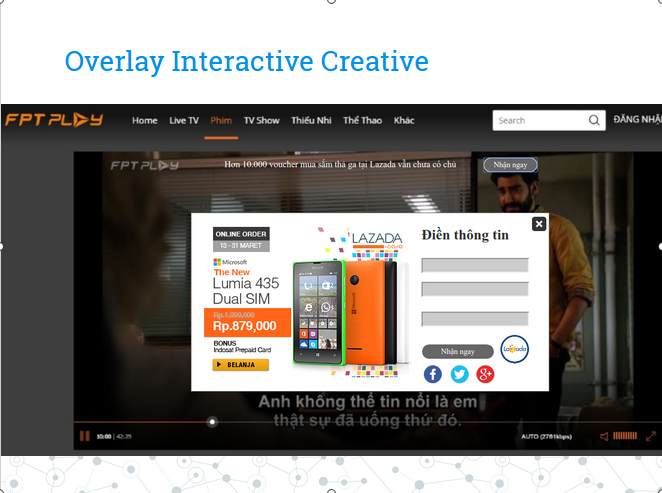 Overlay Interactive Creative
FPT PLAY
Home Live TV Phim TV Show Thiếu Nhi Thể Thao Khác
Search
ĐĂNG NHẬ
FPT PLAY
Hơn 10.000 voucher mua sắm thả ga tại Lazada vẫn chưa có chủ
Nhận ngay
ONLINE ORDER
13 - 31 MARET
Microsoft
The New
Lumia 435
Dual SIM
Rp.1,099,000
Rp.879,000
BONUS
Indosat Prepaid Card
BELANJA
LAZADA
.CO.ID
Điền thông tin
Nhận ngay
Lazada
Anh không thể tin nổi là em
thật sự đã uống thứ đó.
10:00 | 42:29
AUTO (2781kbps)